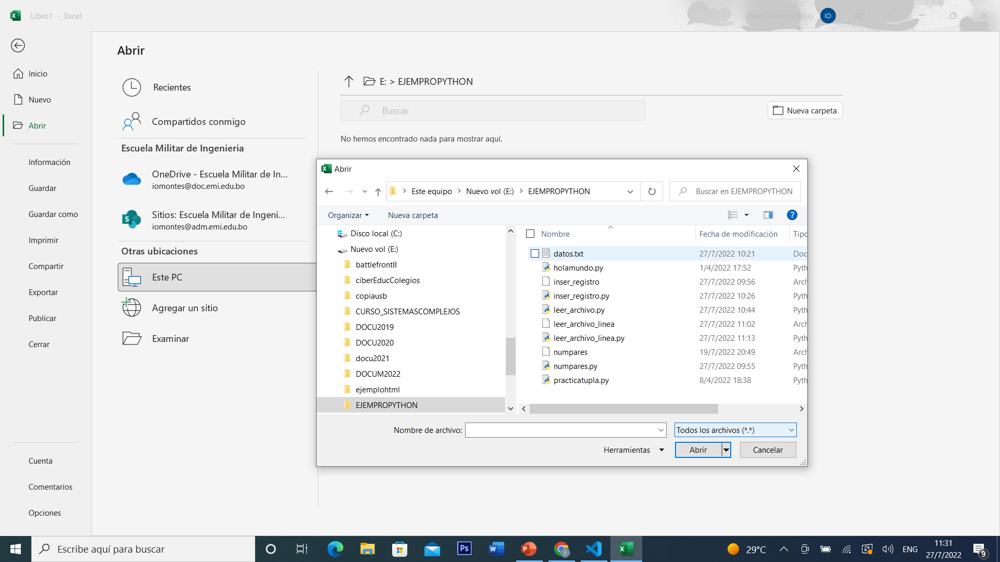 Libro1 - Excel
Ivan Omonte Sejas
IO
?
Abrir
Inicio
Nuevo
Abrir
Información
Guardar
Guardar como
Imprimir
Compartir
Exportar
Publicar
Cerrar
Cuenta
Comentarios
Opciones
Recientes
Compartidos conmigo
Escuela Militar de Ingenieria
OneDrive - Escuela Militar de In...
iomontes@doc.emi.edu.bo
Sitios: Escuela Militar de Ingeni...
iomontes@adm.emi.edu.bo
Otras ubicaciones
Este PC
Agregar un sitio
Examinar
E: > EJEMPROPYTHON
Buscar
Nueva carpeta
No hemos encontrado nada para mostrar aquí.
Abrir
Este equipo > Nuevo vol (E:) > EJEMPROPYTHON
Buscar en EJEMPROPYTHON
Organizar
Nueva carpeta
?
Disco local (C:)
Nuevo vol (E:)
battlefrontII
ciberEducColegios
copiausb
CURSO_SISTEMASCOMPLEJOS
DOCU2019
DOCU2020
docu2021
DOCUM2022
ejemplohtml
EJEMPROPYTHON
Nombre Fecha de modificación Tipo
datos.txt 27/7/2022 10:21 Doc
holamundo.py 1/4/2022 17:52 Pyth
inser_registro 27/7/2022 09:56 Arch
inser_registro.py 27/7/2022 10:26 Pyth
leer_archivo.py 27/7/2022 10:44 Pyth
leer_archivo_linea 27/7/2022 11:02 Arch
leer_archivo_linea.py 27/7/2022 11:13 Pyth
numpares 19/7/2022 20:49 Arch
numpares.py 27/7/2022 09:55 Pyth
practicatupla.py 8/4/2022 18:38 Pyth
Nombre de archivo:
Todos los archivos (*.*)
Herramientas
Abrir
Cancelar
Escribe aquí para buscar
Ps
29°C
ENG
11:31
27/7/2022
9